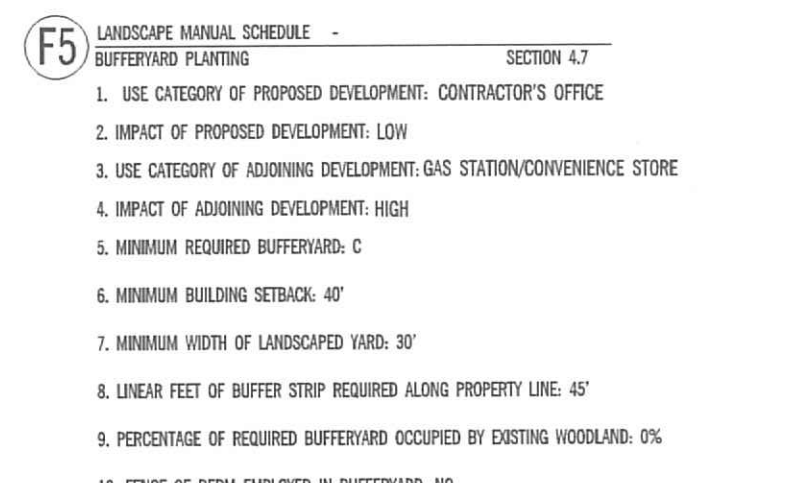 F5 LANDSCAPE MANUAL SCHEDULE -
BUFFERYARD PLANTING SECTION 4.7
1. USE CATEGORY OF PROPOSED DEVELOPMENT: CONTRACTOR'S OFFICE
2. IMPACT OF PROPOSED DEVELOPMENT: LOW
3. USE CATEGORY OF ADJOINING DEVELOPMENT: GAS STATION/CONVENIENCE STORE
4. IMPACT OF ADJOINING DEVELOPMENT: HIGH
5. MINIMUM REQUIRED BUFFERYARD: C
6. MINIMUM BUILDING SETBACK: 40'
7. MINIMUM WIDTH OF LANDSCAPED YARD: 30'
8. LINEAR FEET OF BUFFER STRIP REQUIRED ALONG PROPERTY LINE: 45'
9. PERCENTAGE OF REQUIRED BUFFERYARD OCCUPIED BY EXISTING WOODLAND: 0%